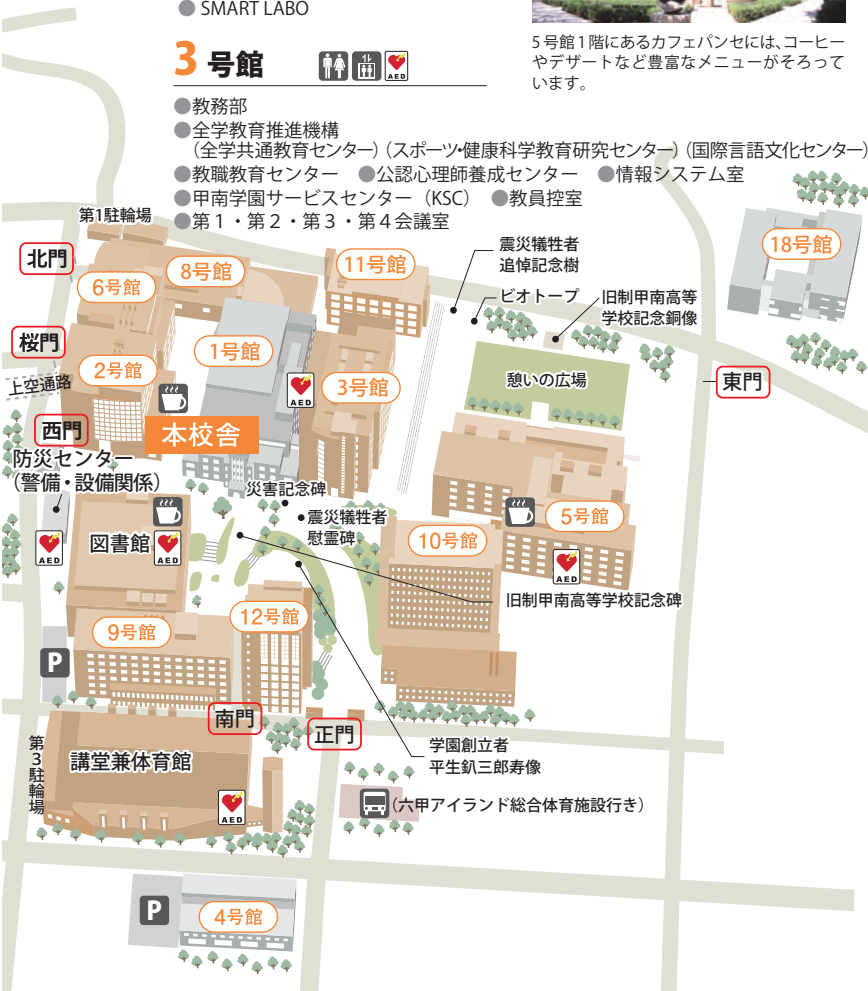 ● SMART LABO
3 号館
AED
5号館1階にあるカフェパンセには、コーヒー
やデザートなど豊富なメニューがそろって
います。
●教務部
●全学教育推進機構
（全学共通教育センター）（スポーツ・健康科学教育研究センター）（国際言語文化センター）
●教職教育センター ●公認心理師養成センター ●情報システム室
●甲南学園サービスセンター（KSC） ●教員控室
●第1・第2・第3・第4会議室
第1駐輪場
北門
6号館
8号館
11号館
震災犠牲者
追悼記念樹
ビオトープ
旧制甲南高等
学校記念銅像
18号館
桜門
2号館
1号館
3号館
AED
憩いの広場
東門
上空通路
西門
本校舎
防災センター
（警備・設備関係）
災害記念碑
震災犠牲者
慰霊碑
図書館
AED
AED
10号館
5号館
AED
旧制甲南高等学校記念碑
9号館
12号館
P
南門
正門
第3駐輪場
講堂兼体育館
AED
学園創立者
平生釟三郎寿像
（六甲アイランド総合体育施設行き）
P
4号館